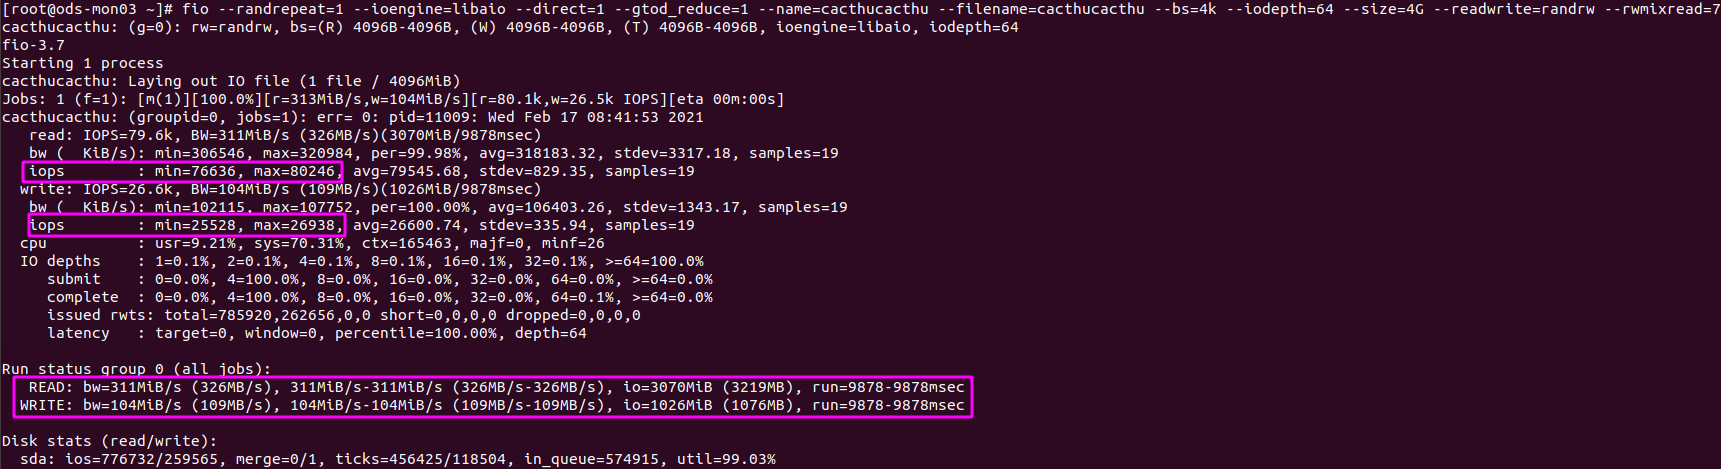 [root@ods-mon03 ~]# fio --randrepeat=1 --ioengine=libaio --direct=1 --gtod_reduce=1 --name=cacthucacthu --filename=cacthucacthu --bs=4k --iodepth=64 --size=4G --readwrite=randrw --rwmixread=7
cacthucacthu: (g=0): rw=randrw, bs=(R) 4096B-4096B, (W) 4096B-4096B, (T) 4096B-4096B, ioengine=libaio, iodepth=64
fio-3.7
Starting 1 process
cacthucacthu: Laying out IO file (1 file / 4096MiB)
Jobs: 1 (f=1): [m(1)][100.0%][r=313MiB/s,w=104MiB/s][r=80.1k,w=26.5k IOPS][eta 00m:00s]
cacthucacthu: (groupid=0, jobs=1): err= 0: pid=11009: Wed Feb 17 08:41:53 2021
read: IOPS=79.6k, BW=311MiB/s (326MB/s)(3070MiB/9878msec)
bw (  KiB/s): min=306546, max=320984, per=99.98%, avg=318183.32, stdev=3317.18, samples=19
iops        : min=76636, max=80246, avg=79545.68, stdev=829.35, samples=19
write: IOPS=26.6k, BW=104MiB/s (109MB/s)(1026MiB/9878msec)
bw (  KiB/s): min=102115, max=107752, per=100.00%, avg=106403.26, stdev=1343.17, samples=19
iops        : min=25528, max=26938, avg=26600.74, stdev=335.94, samples=19
cpu          : usr=9.21%, sys=70.31%, ctx=165463, majf=0, minf=26
IO depths    : 1=0.1%, 2=0.1%, 4=0.1%, 8=0.1%, 16=0.1%, 32=0.1%, >=64=100.0%
submit    : 0=0.0%, 4=100.0%, 8=0.0%, 16=0.0%, 32=0.0%, 64=0.0%, >=64=0.0%
complete  : 0=0.0%, 4=100.0%, 8=0.0%, 16=0.0%, 32=0.0%, 64=0.1%, >=64=0.0%
issued rwts: total=785920,262656,0,0 short=0,0,0,0 dropped=0,0,0,0
latency   : target=0, window=0, percentile=100.00%, depth=64
Run status group 0 (all jobs):
READ: bw=311MiB/s (326MB/s), 311MiB/s-311MiB/s (326MB/s-326MB/s), io=3070MiB (3219MB), run=9878-9878msec
WRITE: bw=104MiB/s (109MB/s), 104MiB/s-104MiB/s (109MB/s-109MB/s), io=1026MiB (1076MB), run=9878-9878msec
Disk stats (read/write):
sda: ios=776732/259565, merge=0/1, ticks=456425/118504, in_queue=574915, util=99.03%